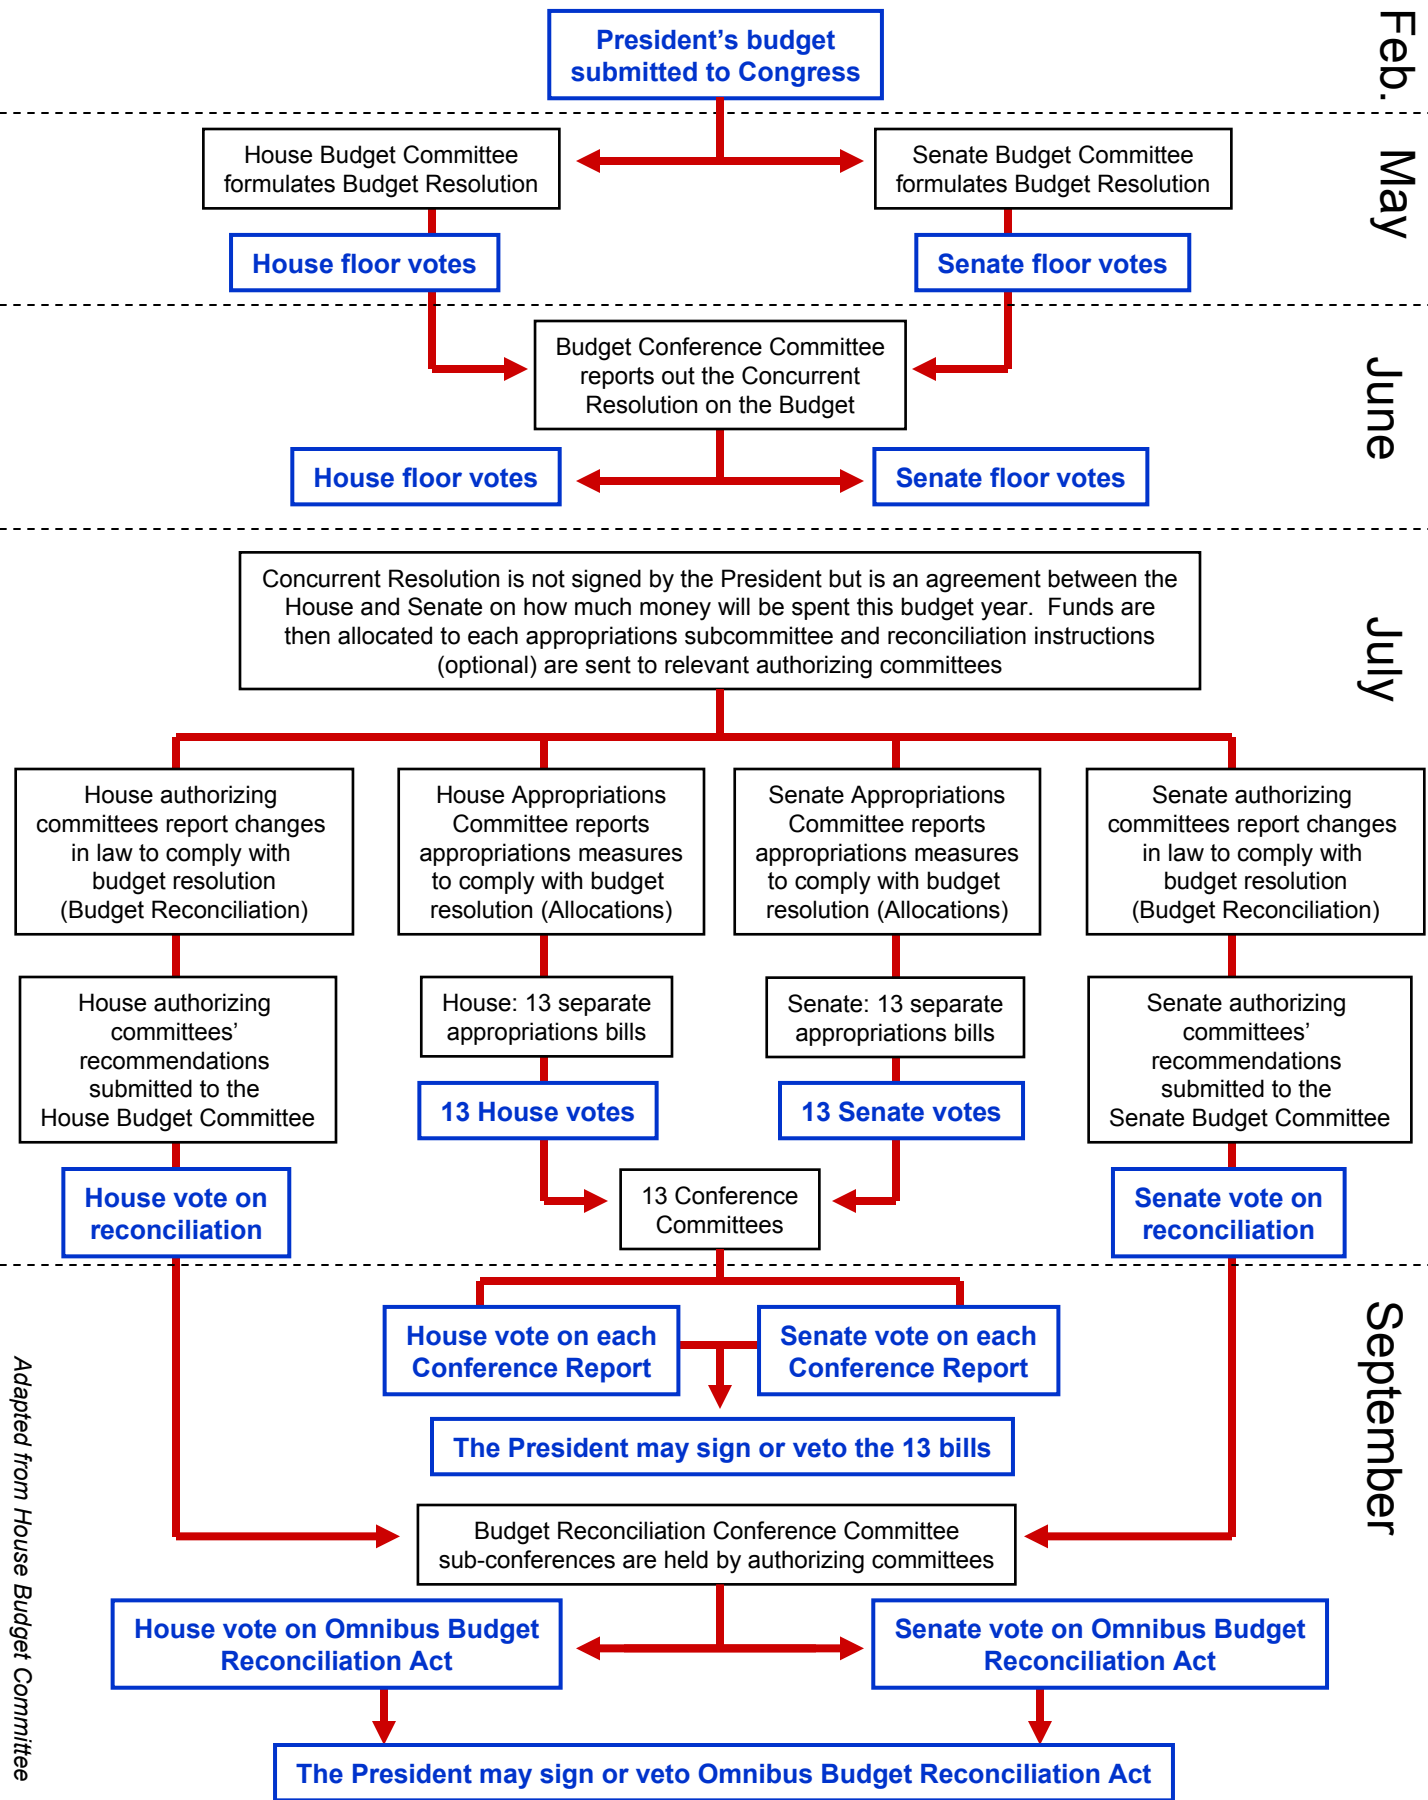 Feb.
President's budget
submitted to Congress
May
House Budget Committee
formulates Budget Resolution
Senate Budget Committee
formulates Budget Resolution
House floor votes
Senate floor votes
June
Budget Conference Committee
reports out the Concurrent
Resolution on the Budget
House floor votes
Senate floor votes
July
Concurrent Resolution is not signed by the President but is an agreement between the
House and Senate on how much money will be spent this budget year.  Funds are
then allocated to each appropriations subcommittee and reconciliation instructions
(optional) are sent to relevant authorizing committees
House authorizing
committees report changes
in law to comply with
budget resolution
(Budget Reconciliation)
House Appropriations
Committee reports
appropriations measures
to comply with budget
resolution (Allocations)
Senate Appropriations
Committee reports
appropriations measures
to comply with budget
resolution (Allocations)
Senate authorizing
committees report changes
in law to comply with
budget resolution
(Budget Reconciliation)
House authorizing
committees’
recommendations
submitted to the
House Budget Committee
House: 13 separate
appropriations bills
Senate: 13 separate
appropriations bills
Senate authorizing
committees’
recommendations
submitted to the
Senate Budget Committee
13 House votes
13 Senate votes
House vote on
reconciliation
13 Conference
Committees
Senate vote on
reconciliation
September
House vote on each
Conference Report
Senate vote on each
Conference Report
The President may sign or veto the 13 bills
Budget Reconciliation Conference Committee
sub-conferences are held by authorizing committees
House vote on Omnibus Budget
Reconciliation Act
Senate vote on Omnibus Budget
Reconciliation Act
The President may sign or veto Omnibus Budget Reconciliation Act
Adapted from House Budget Committee